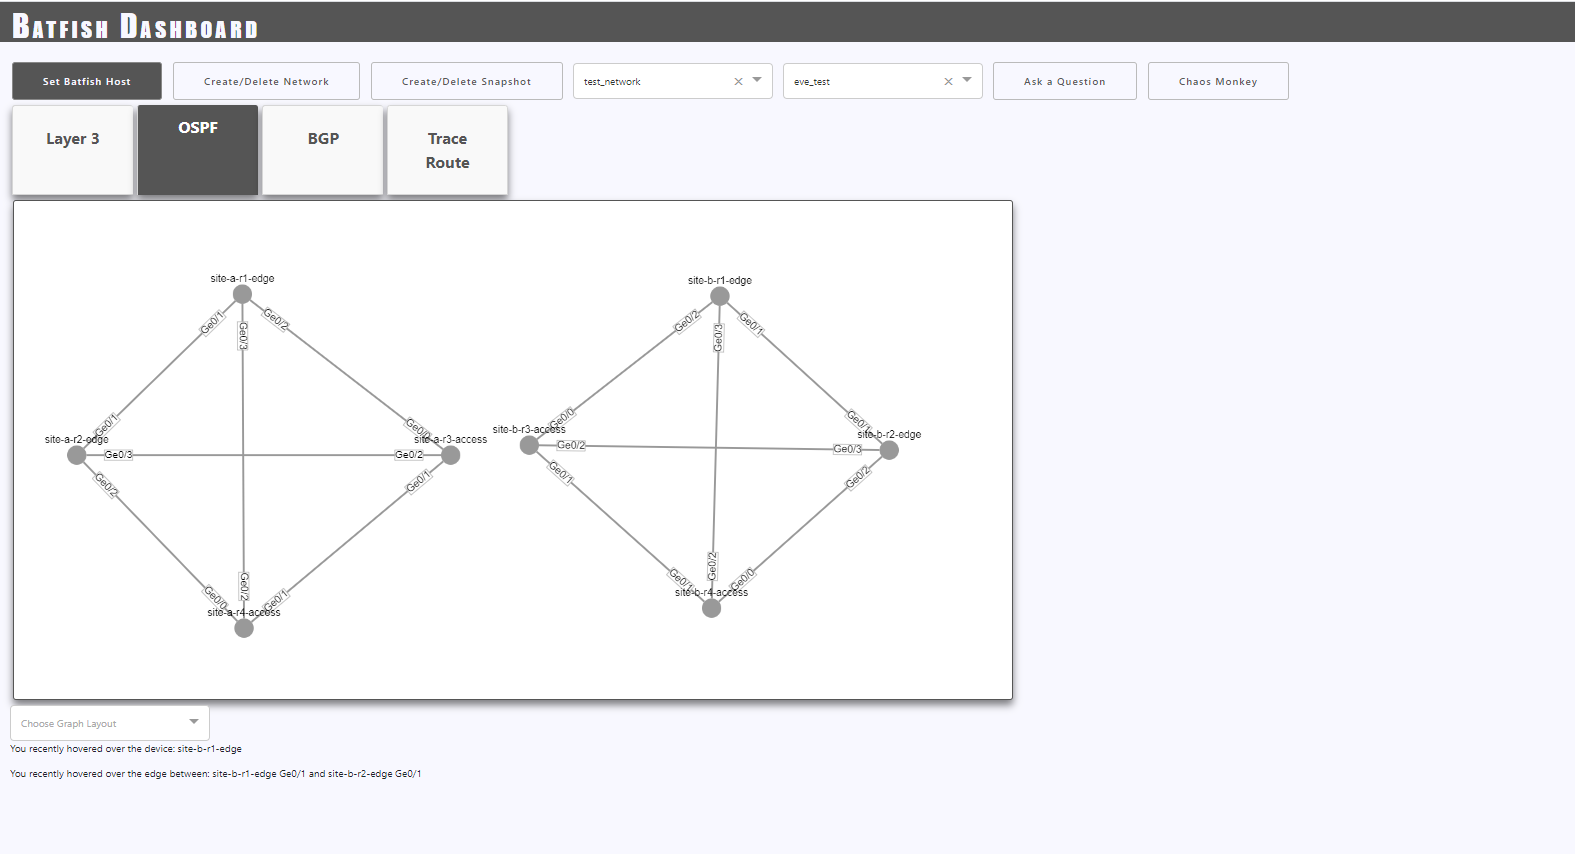 Batfish Dashboard
Set Batfish Host
Create/Delete Network
Create/Delete Snapshot
test_network
eve_test
Ask a Question
Chaos Monkey
Layer 3
OSPF
BGP
Trace
Route
site-a-r1-edge
Ge0/1
Ge0/3
Ge0/2
Ge0/1
site-a-r2-edge
Ge0/3
Ge0/2
Ge0/0
site-a-r3-access
Ge0/2
Ge0/1
Ge0/0
Ge0/2
Ge0/1
site-a-r4-access
site-b-r1-edge
Ge0/2
Ge0/3
Ge0/1
Ge0/0
site-b-r3-access
Ge0/2
Ge0/1
Ge0/1
site-b-r2-edge
Ge0/3
Ge0/2
Ge0/1
Ge0/2
Ge0/0
site-b-r4-access
Choose Graph Layout
You recently hovered over the device: site-b-r1-edge
You recently hovered over the edge between: site-b-r1-edge Ge0/1 and site-b-r2-edge Ge0/1